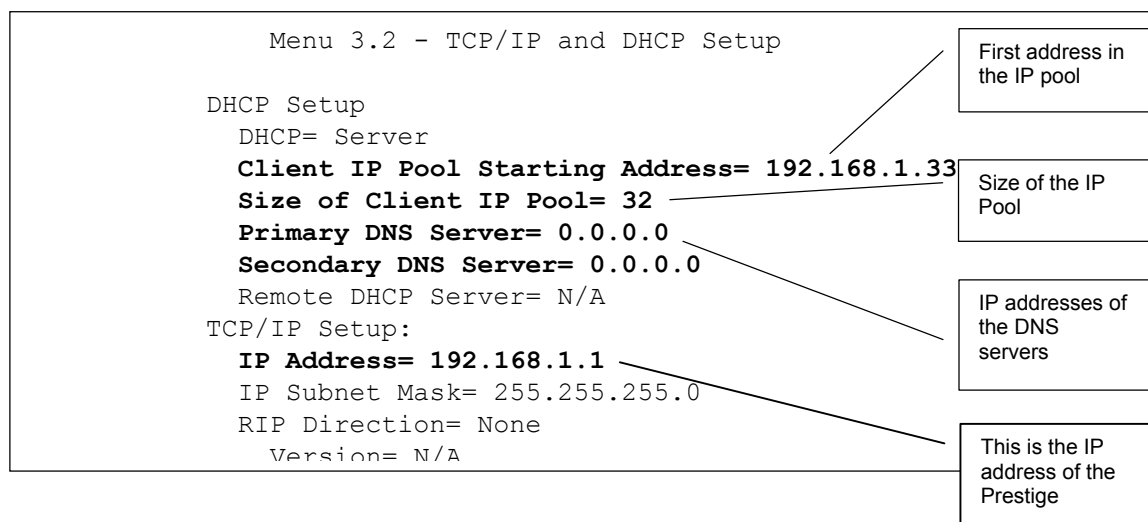 Menu 3.2 - TCP/IP and DHCP Setup
DHCP Setup
DHCP= Server
Client IP Pool Starting Address= 192.168.1.33
Size of Client IP Pool= 32
Primary DNS Server= 0.0.0.0
Secondary DNS Server= 0.0.0.0
Remote DHCP Server= N/A
TCP/IP Setup:
IP Address= 192.168.1.1
IP Subnet Mask= 255.255.255.0
RIP Direction= None
Version= N/A
First address in
the IP pool
Size of the IP
Pool
IP addresses of
the DNS
servers
This is the IP
address of the
Prestige